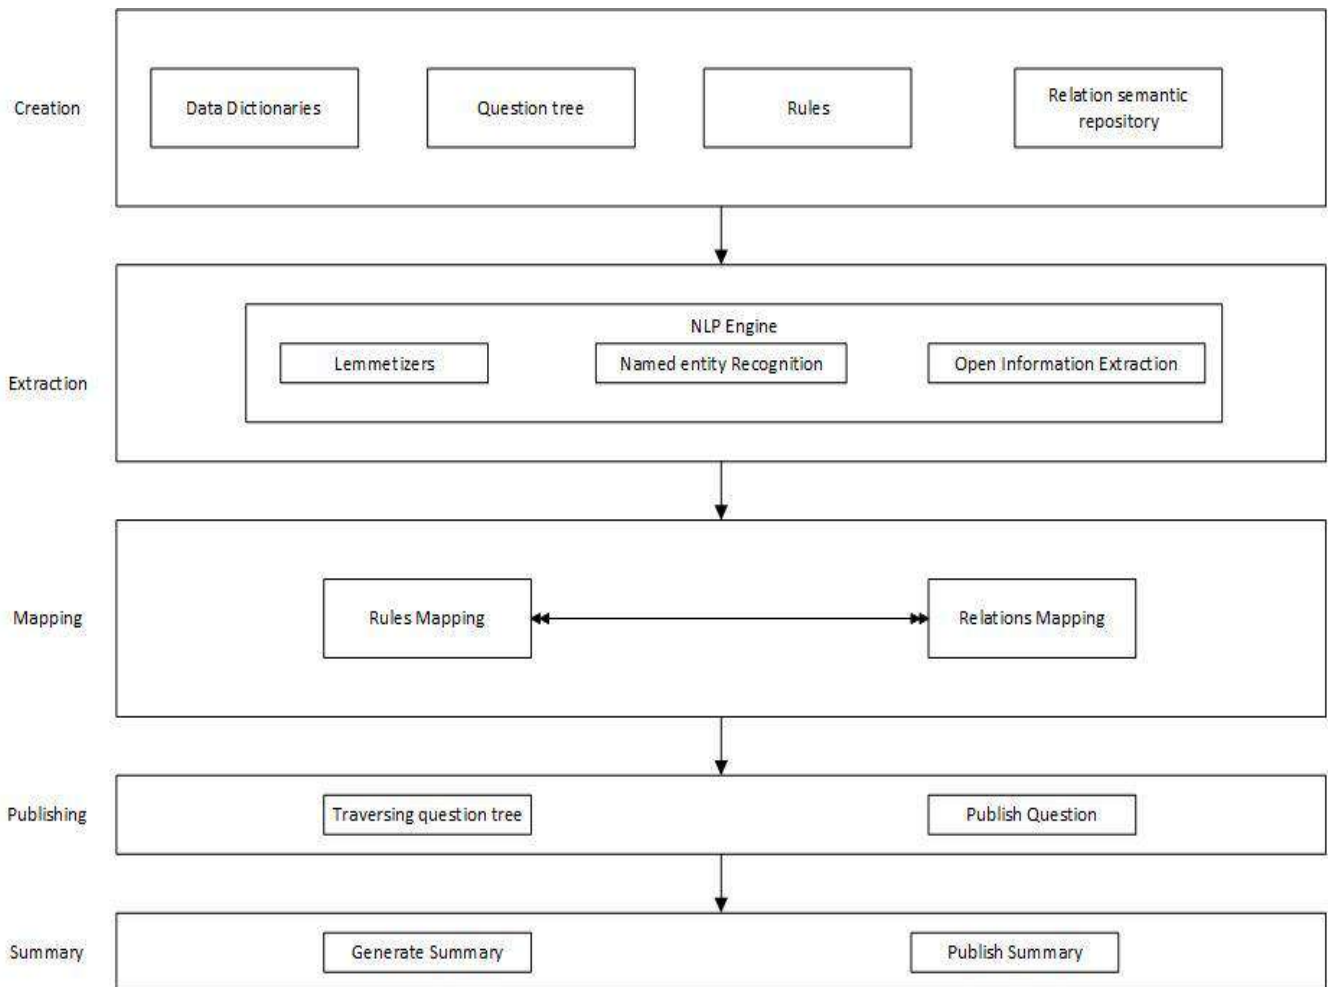 Creation
Data Dictionaries
Question tree
Rules
Relation semantic
repository
Extraction
NLP Engine
Lemmetizers
Named entity Recognition
Open Information Extraction
Mapping
Rules Mapping
Relations Mapping
Publishing
Traversing question tree
Publish Question
Summary
Generate Summary
Publish Summary